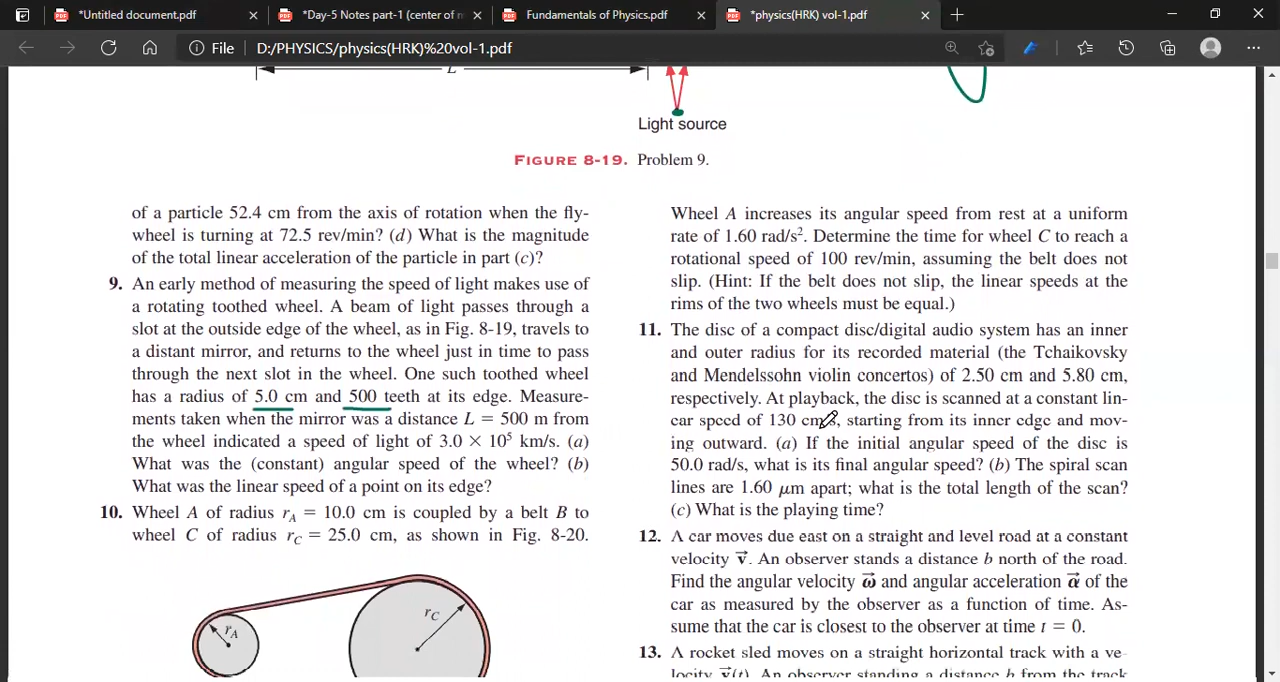 *Untitled document.pdf
*Day-5 Notes part-1 (center of m
Fundamentals of Physics.pdf
*physics(HRK) vol-1.pdf
File
D:/PHYSICS/physics(HRK)%20vol-1.pdf
L
Light source
FIGURE 8-19. Problem 9.
of a particle 52.4 cm from the axis of rotation when the fly-
wheel is turning at 72.5 rev/min? (d) What is the magnitude
of the total linear acceleration of the particle in part (c)?
9. An early method of measuring the speed of light makes use of
a rotating toothed wheel. A beam of light passes through a
slot at the outside edge of the wheel, as in Fig. 8-19, travels to
a distant mirror, and returns to the wheel just in time to pass
through the next slot in the wheel. One such toothed wheel
has a radius of 5.0 cm and 500 teeth at its edge. Measure-
ments taken when the mirror was a distance L = 500 m from
the wheel indicated a speed of light of 3.0 × 10⁵ km/s. (a)
What was the (constant) angular speed of the wheel? (b)
What was the linear speed of a point on its edge?
10. Wheel A of radius r_A = 10.0 cm is coupled by a belt B to
wheel C of radius r_C = 25.0 cm, as shown in Fig. 8-20.
r_A
r_C
Wheel A increases its angular speed from rest at a uniform
rate of 1.60 rad/s². Determine the time for wheel C to reach a
rotational speed of 100 rev/min, assuming the belt does not
slip. (Hint: If the belt does not slip, the linear speeds at the
rims of the two wheels must be equal.)
11. The disc of a compact disc/digital audio system has an inner
and outer radius for its recorded material (the Tchaikovsky
and Mendelssohn violin concertos) of 2.50 cm and 5.80 cm,
respectively. At playback, the disc is scanned at a constant lin-
ear speed of 130 starting from its inner edge and mov-
ing outward. (a) If the initial angular speed of the disc is
50.0 rad/s, what is its final angular speed? (b) The spiral scan
lines are 1.60 μm apart; what is the total length of the scan?
(c) What is the playing time?
12. A car moves due east on a straight and level road at a constant
velocity v⃗. An observer stands a distance b north of the road.
Find the angular velocity ω⃗ and angular acceleration α⃗ of the
car as measured by the observer as a function of time. As-
sume that the car is closest to the observer at time t = 0.
13. A rocket sled moves on a straight horizontal track with a ve-
locity v⃗(t). An observer standing a distance b from the track